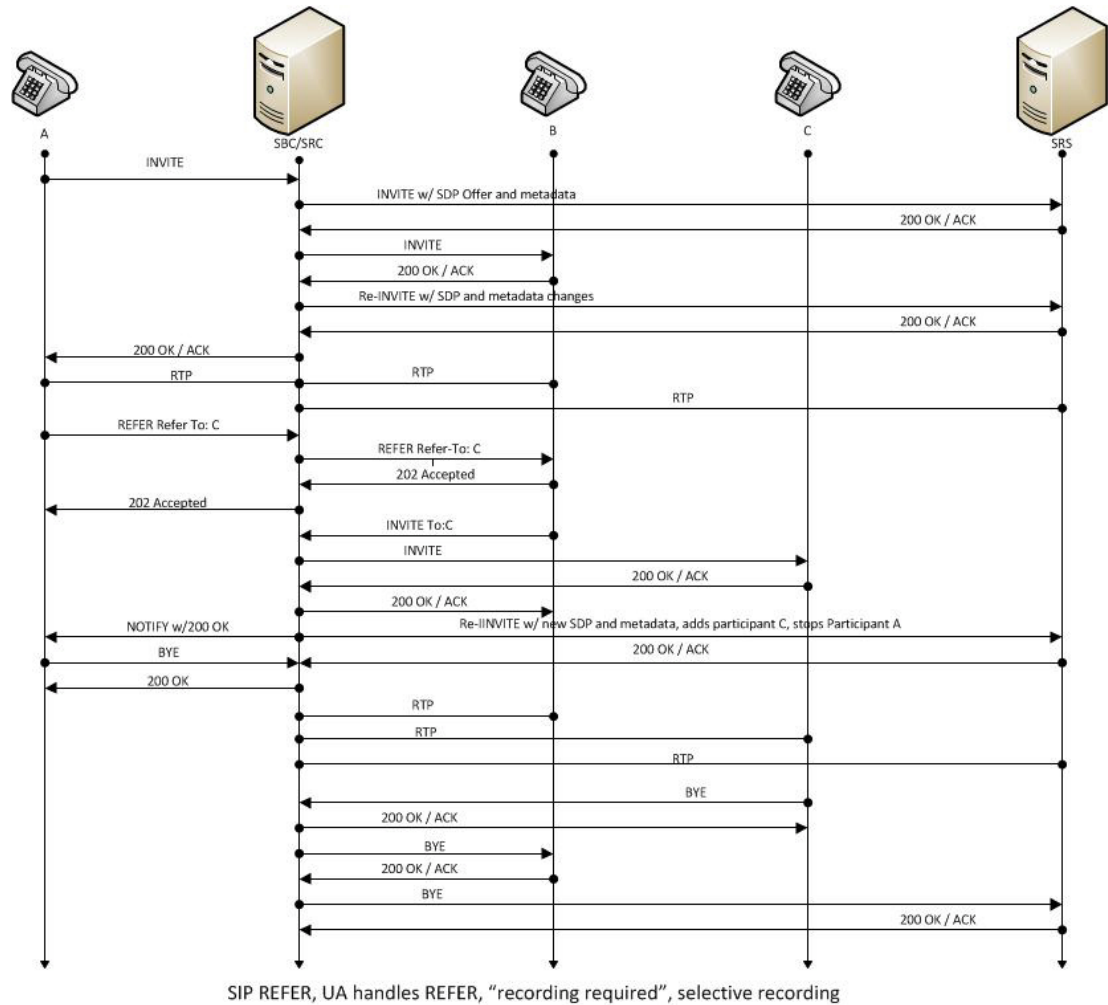 A
SBC/SRC
B
C
SRS
INVITE
INVITE w/ SDP Offer and metadata
200 OK / ACK
INVITE
200 OK / ACK
Re-INVITE w/ SDP and metadata changes
200 OK / ACK
200 OK / ACK
RTP
RTP
RTP
REFER Refer To: C
REFER Refer-To: C
202 Accepted
202 Accepted
INVITE To:C
INVITE
200 OK / ACK
200 OK / ACK
NOTIFY w/200 OK
Re-IINVITE w/ new SDP and metadata, adds participant C, stops Participant A
BYE
200 OK / ACK
200 OK
RTP
RTP
RTP
BYE
200 OK / ACK
BYE
200 OK / ACK
BYE
200 OK / ACK
SIP REFER, UA handles REFER, “recording required”, selective recording